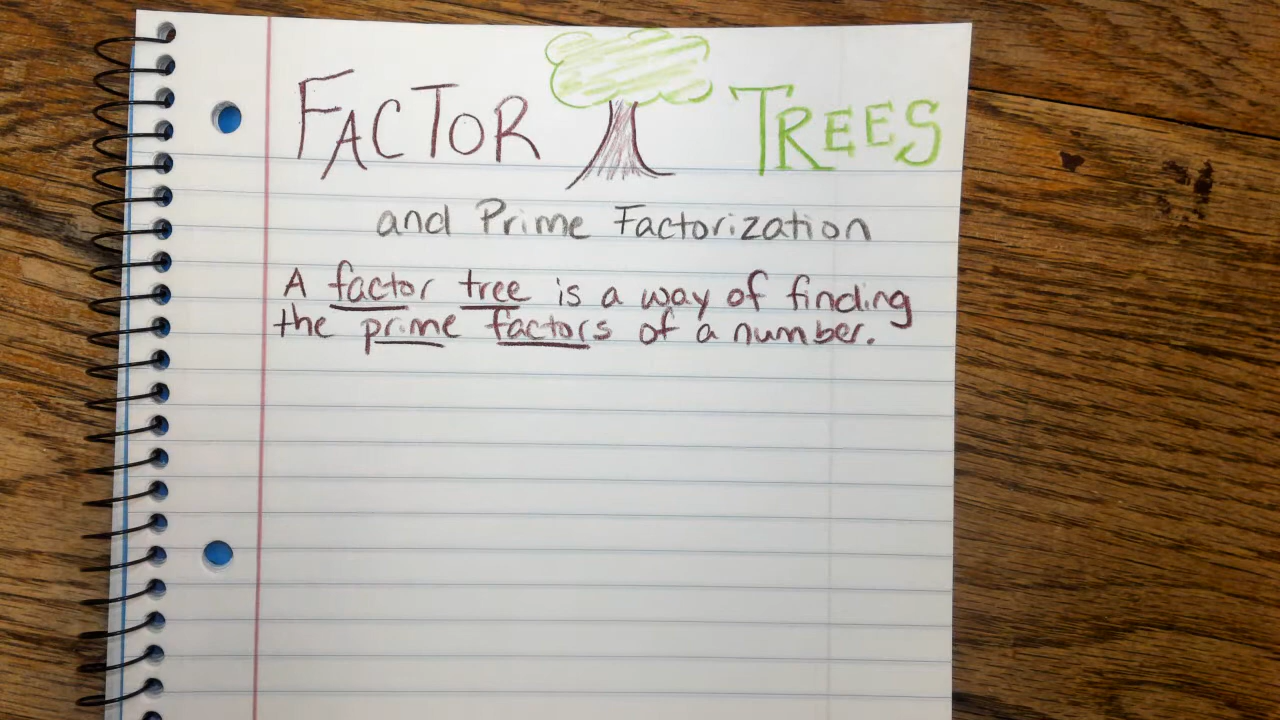 FACTOR TREES
and Prime Factorization
A factor tree is a way of finding
the prime factors of a number.